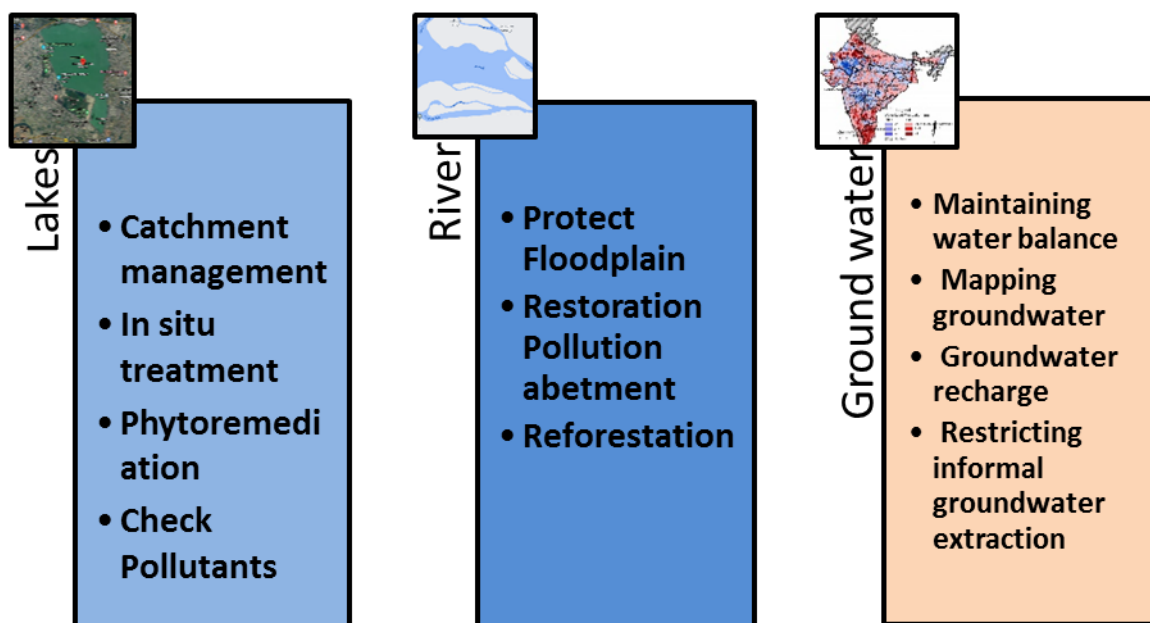 Lakes
• Catchment
management
• In situ
treatment
• Phytoremedi
ation
• Check
Pollutants
River
• Protect
Floodplain
• Restoration
Pollution
abetment
• Reforestation
Ground water
• Maintaining
water balance
• Mapping
groundwater
• Groundwater
recharge
• Restricting
informal
groundwater
extraction